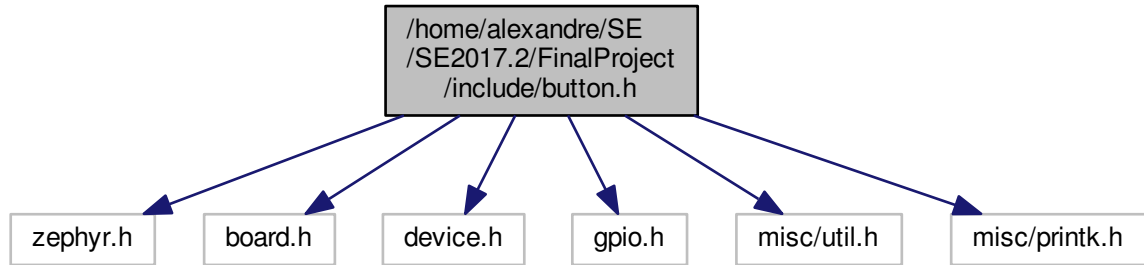 /home/alexandre/SE
/SE2017.2/FinalProject
/include/button.h
zephyr.h
board.h
device.h
gpio.h
misc/util.h
misc/printk.h